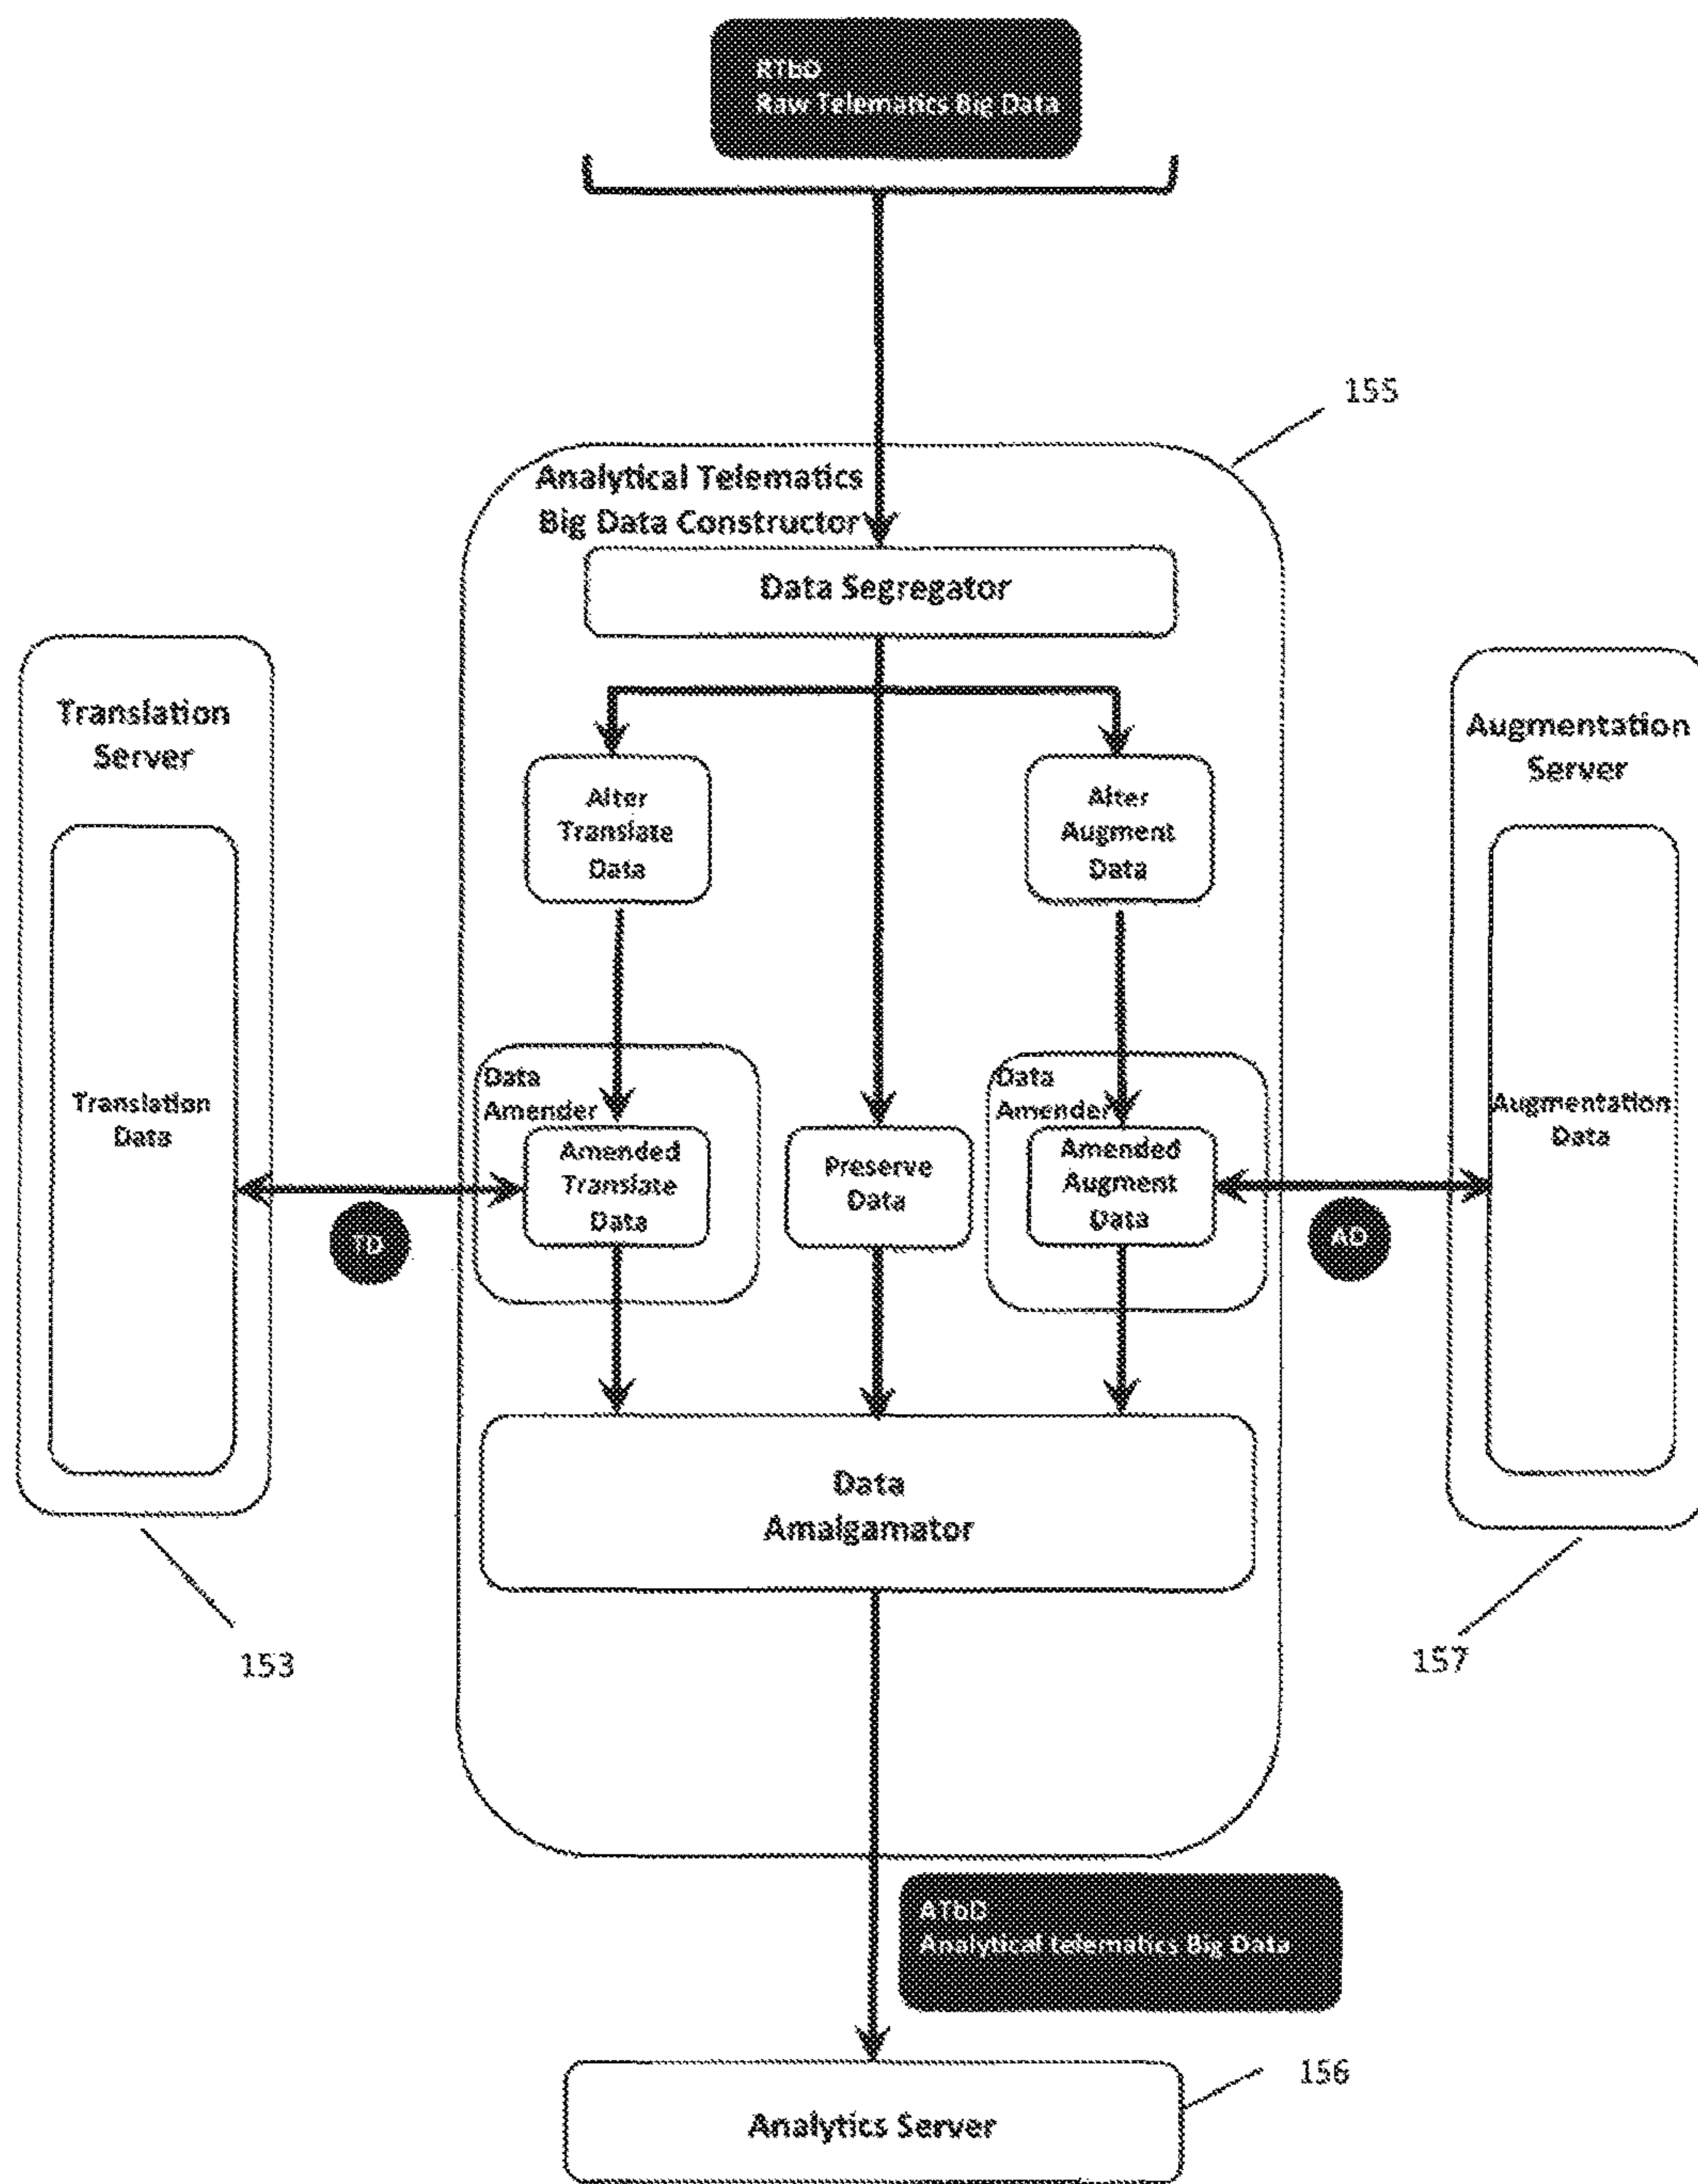 RTbD
Raw Telematics Big Data
155
Analytical Telematics
Big Data Constructor
Data Segregator
Translation
Server
Augmentation
Server
Alter
Translate
Data
Alter
Augment
Data
Translation
Data
Data
Amender
Amended
Translate
Data
Preserve
Data
Data
Amender
Amended
Augment
Data
Augmentation
Data
TD
AD
Data
Amalgamator
153
157
ATbD
Analytical telematics Big Data
156
Analytics Server